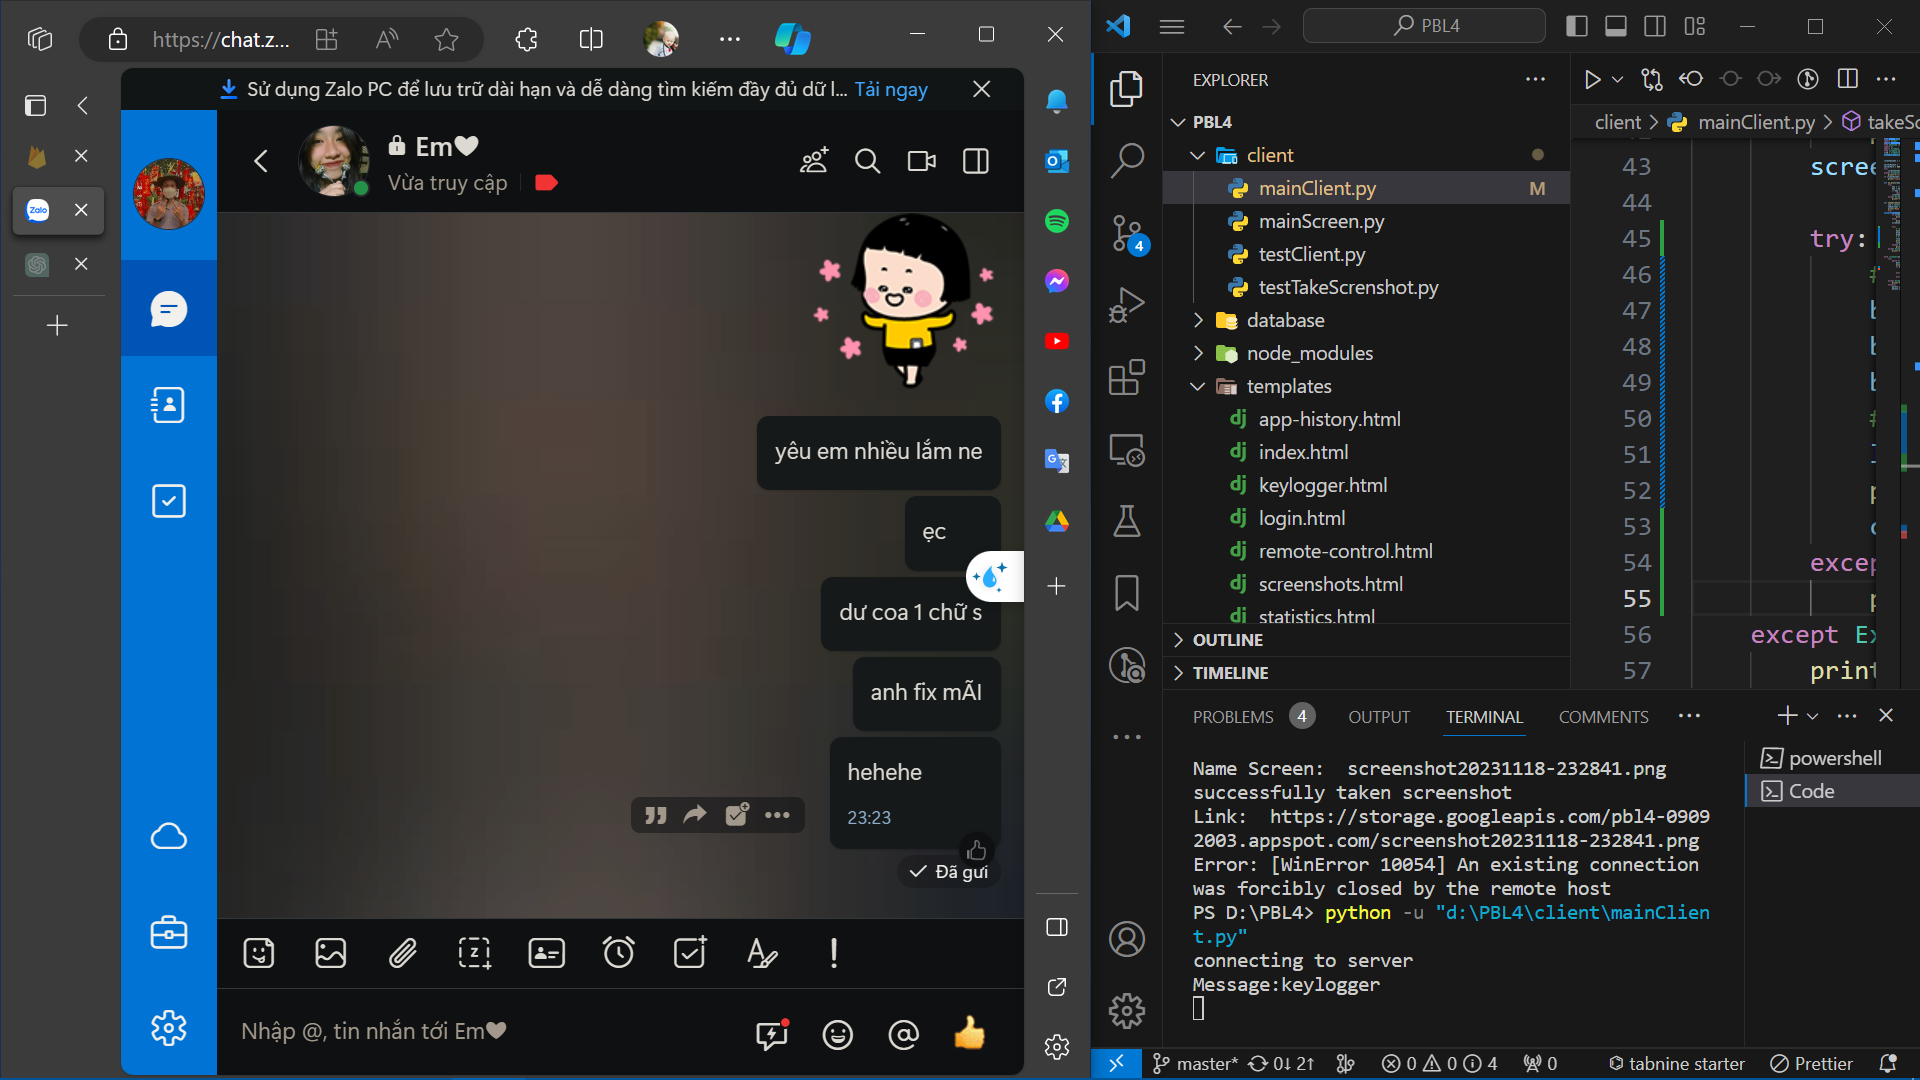 https://chat.z...
Sử dụng Zalo PC để lưu trữ dài hạn và dễ dàng tìm kiếm đầy đủ dữ l... Tải ngay
Zalo
Em🖤
Vừa truy cập
yêu em nhiều lắm ne
ẹc
dư coa 1 chữ s
anh fix mÃI
hehehe
23:23
Đã gửi
Nhập @, tin nhắn tới Em🖤
PBL4
EXPLORER
PBL4
client
mainClient.py M
mainScreen.py
testClient.py
testTakeScrenshot.py
database
node_modules
templates
app-history.html
index.html
keylogger.html
login.html
remote-control.html
screenshots.html
statistics.html
OUTLINE
TIMELINE
4
client > mainClient.py > takeSc
43 scree
44
45 try:
46 #
47 b
48 b
49 b
50 #
51
52 p
53
54 excep
55 p
56 except Ex
57 print
PROBLEMS 4 OUTPUT TERMINAL COMMENTS
powershell
Code
Name Screen:  screenshot20231118-232841.png
successfully taken screenshot
Link:  https://storage.googleapis.com/pbl4-0909
2003.appspot.com/screenshot20231118-232841.png
Error: [WinError 10054] An existing connection
was forcibly closed by the remote host
PS D:\PBL4> python -u "d:\PBL4\client\mainClien
t.py"
connecting to server
Message:keylogger
master* 0↓ 2↑ 0 0 4 0 tabnine starter Prettier